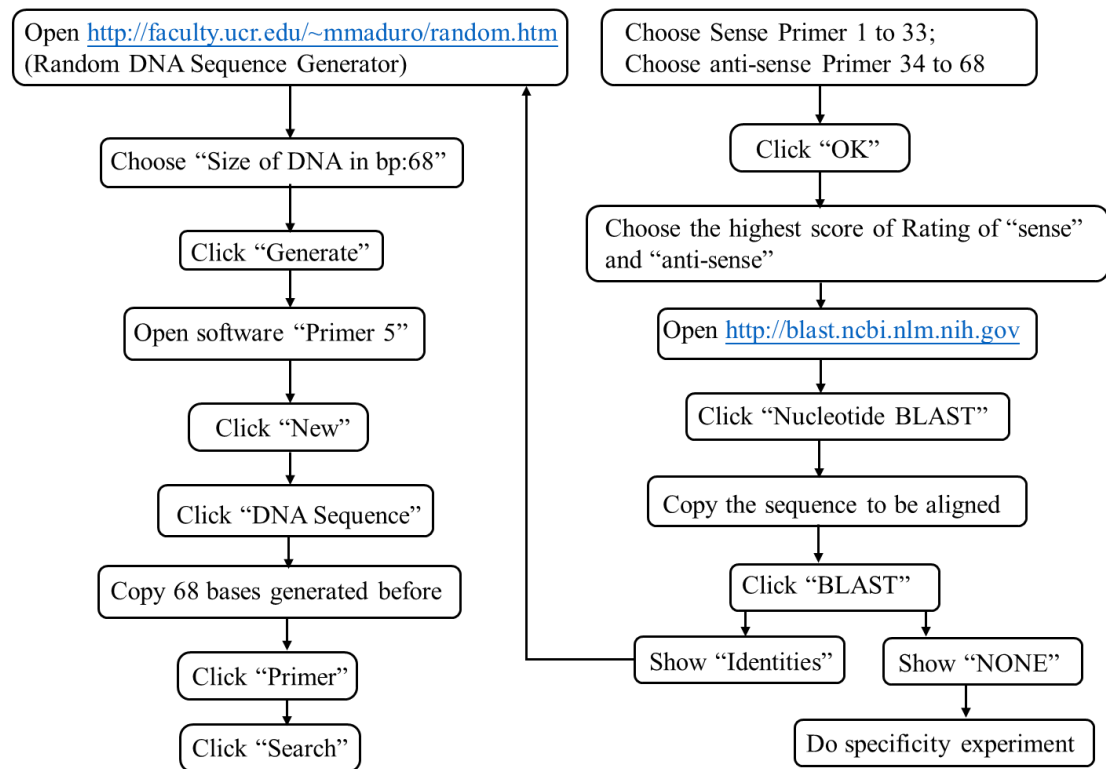 Open http://faculty.ucr.edu/~mmaduro/random.htm
(Random DNA Sequence Generator)
Choose “Size of DNA in bp:68”
Click “Generate”
Open software “Primer 5”
Click “New”
Click “DNA Sequence”
Copy 68 bases generated before
Click “Primer”
Click “Search”
Choose Sense Primer 1 to 33;
Choose anti-sense Primer 34 to 68
Click “OK”
Choose the highest score of Rating of “sense”
and “anti-sense”
Open http://blast.ncbi.nlm.nih.gov
Click “Nucleotide BLAST”
Copy the sequence to be aligned
Click “BLAST”
Show “Identities”
Show “NONE”
Do specificity experiment